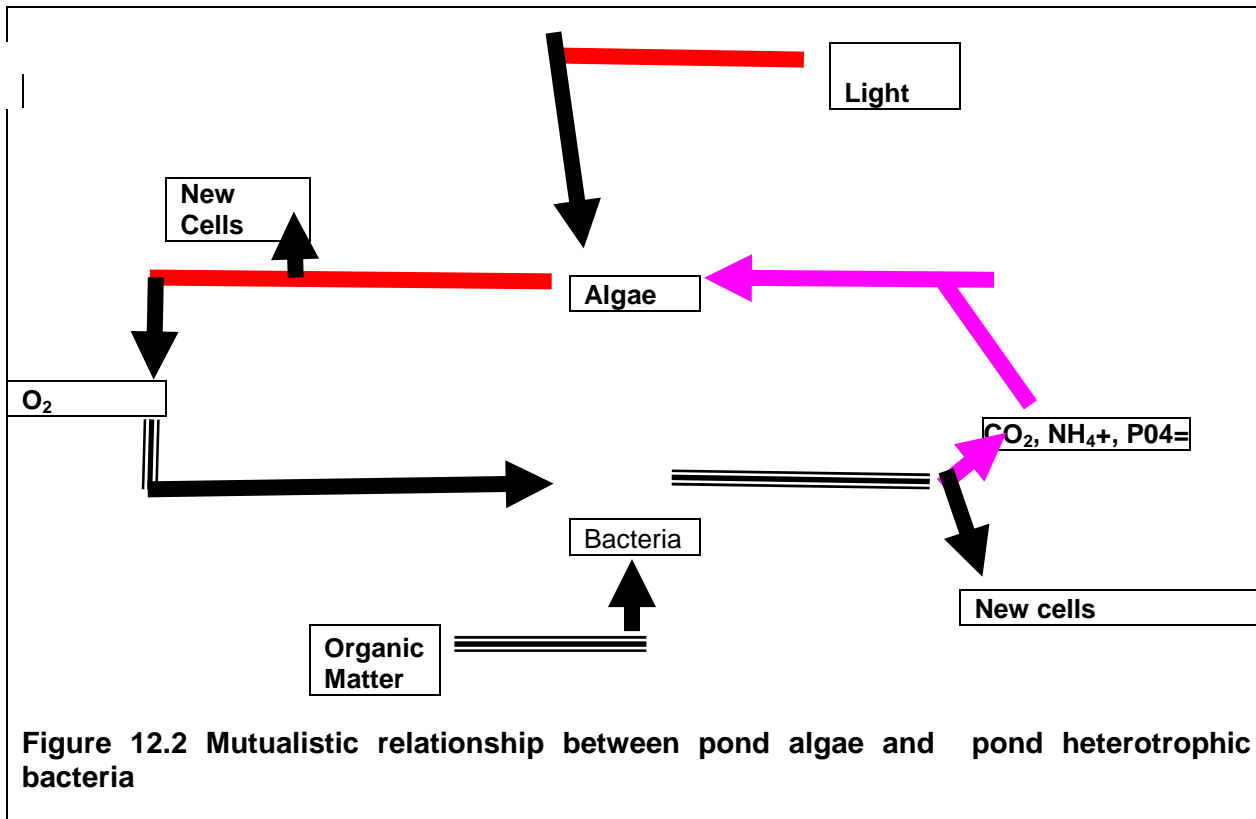 Light
New
Cells
Algae
O₂
CO₂, NH₄+, P04=
Bacteria
New cells
Organic
Matter
Figure 12.2 Mutualistic relationship between pond algae and pond heterotrophic
bacteria